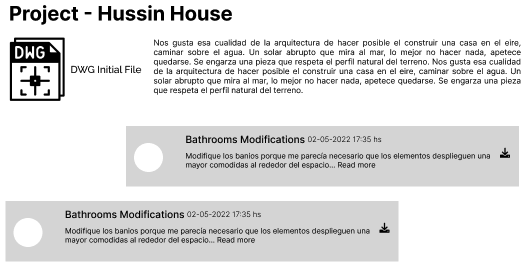 Project - Hussin House
DWG
DWG Initial File
Nos gusta esa cualidad de la arquitectura de hacer posible el construir una casa en el eire,
caminar sobre el agua. Un solar abrupto que mira al mar, lo mejor no hacer nada, apetece
quedarse. Se engarza una pieza que respeta el perfil natural del terreno. Nos gusta esa cualidad
de la arquitectura de hacer posible el construir una casa en el eire, caminar sobre el agua. Un
solar abrupto que mira al mar, lo mejor no hacer nada, apetece quedarse. Se engarza una pieza
que respeta el perfil natural del terreno.
Bathrooms Modifications 02-05-2022 17:35 hs
Modifique los banios porque me parecía necesario que los elementos desplieguen una
mayor comodidas al rededor del espacio... Read more
Bathrooms Modifications 02-05-2022 17:35 hs
Modifique los banios porque me parecía necesario que los elementos desplieguen una
mayor comodidas al rededor del espacio... Read more